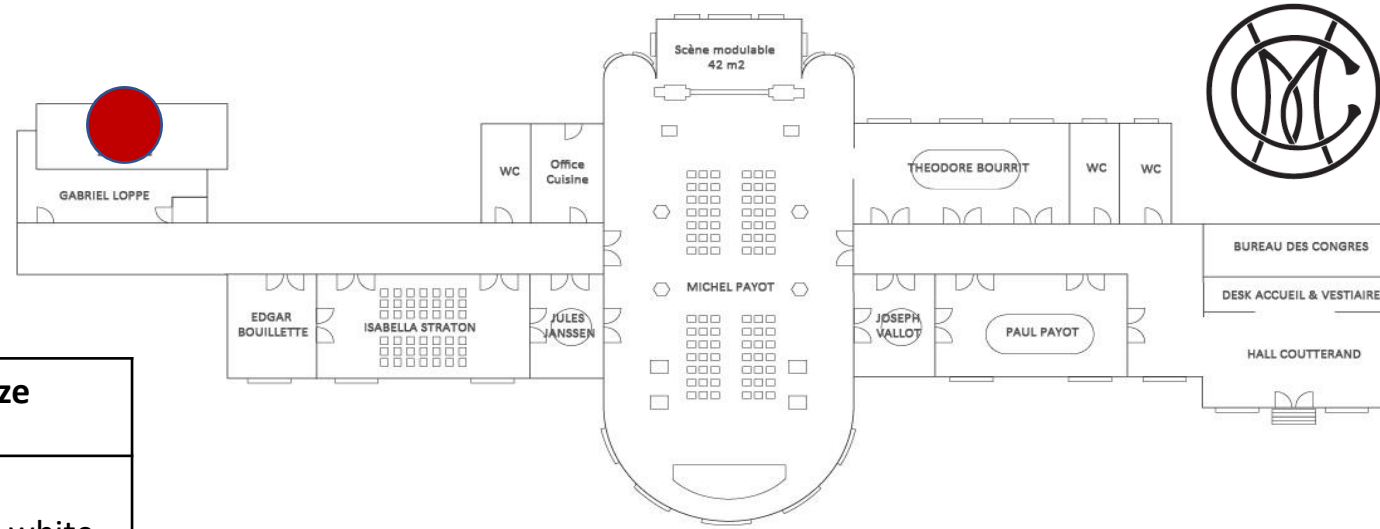 Scène modulable
42 m2
GABRIEL LOPPE
WC
Office
Cuisine
THEODORE BOURRIT
WC
WC
BUREAU DES CONGRES
DESK ACCUEIL & VESTIAIRE
HALL COUTTERAND
MICHEL PAYOT
EDGAR
BOUILLETTE
ISABELLA STRATON
JULES
JANSSEN
JOSEPH
VALLOT
PAUL PAYOT
ze
white